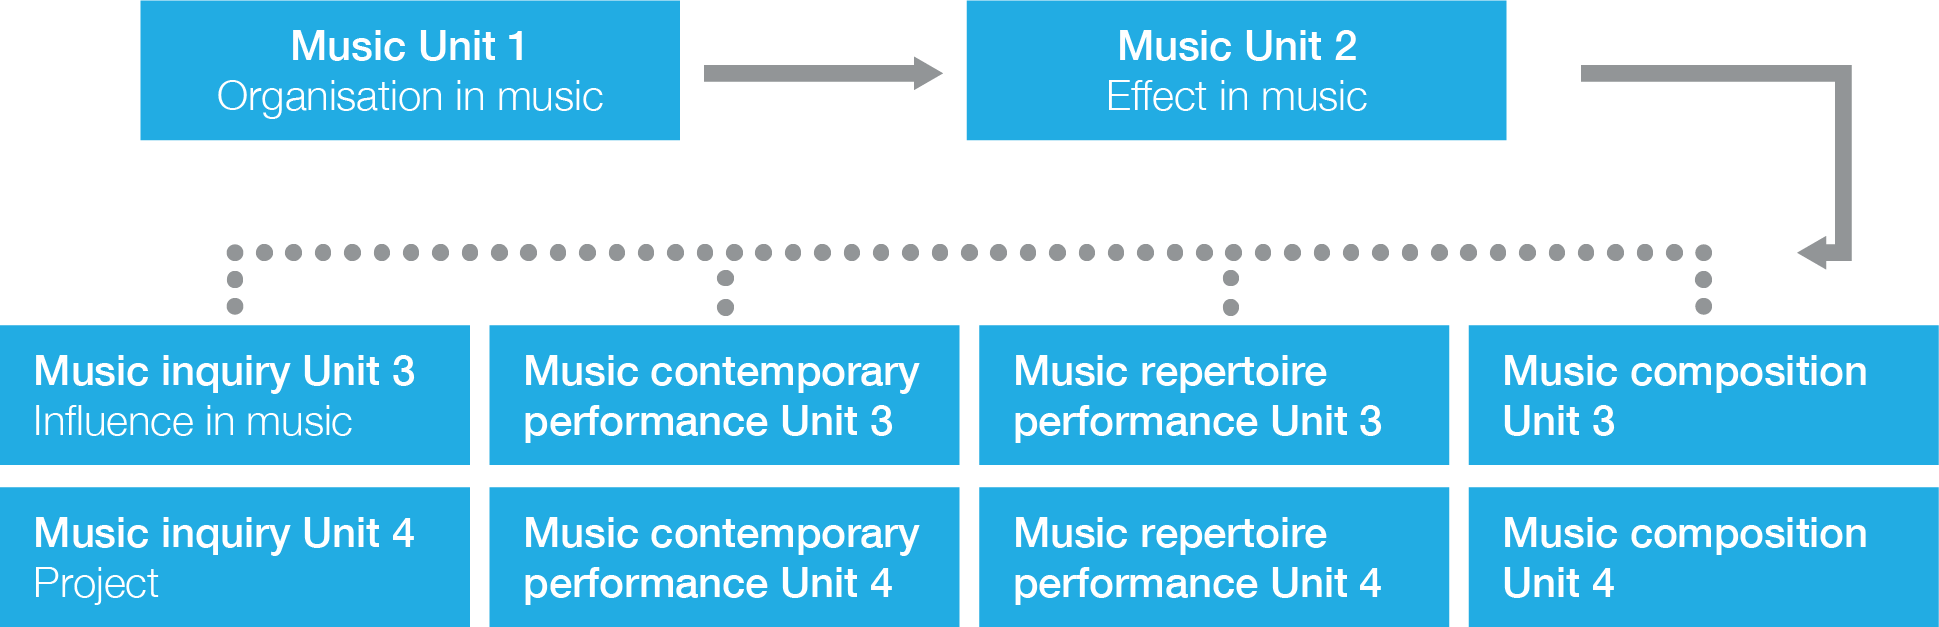 Music Unit 1
Organisation in music
Music Unit 2
Effect in music
Music inquiry Unit 3
Influence in music
Music contemporary
performance Unit 3
Music repertoire
performance Unit 3
Music composition
Unit 3
Music inquiry Unit 4
Project
Music contemporary
performance Unit 4
Music repertoire
performance Unit 4
Music composition
Unit 4